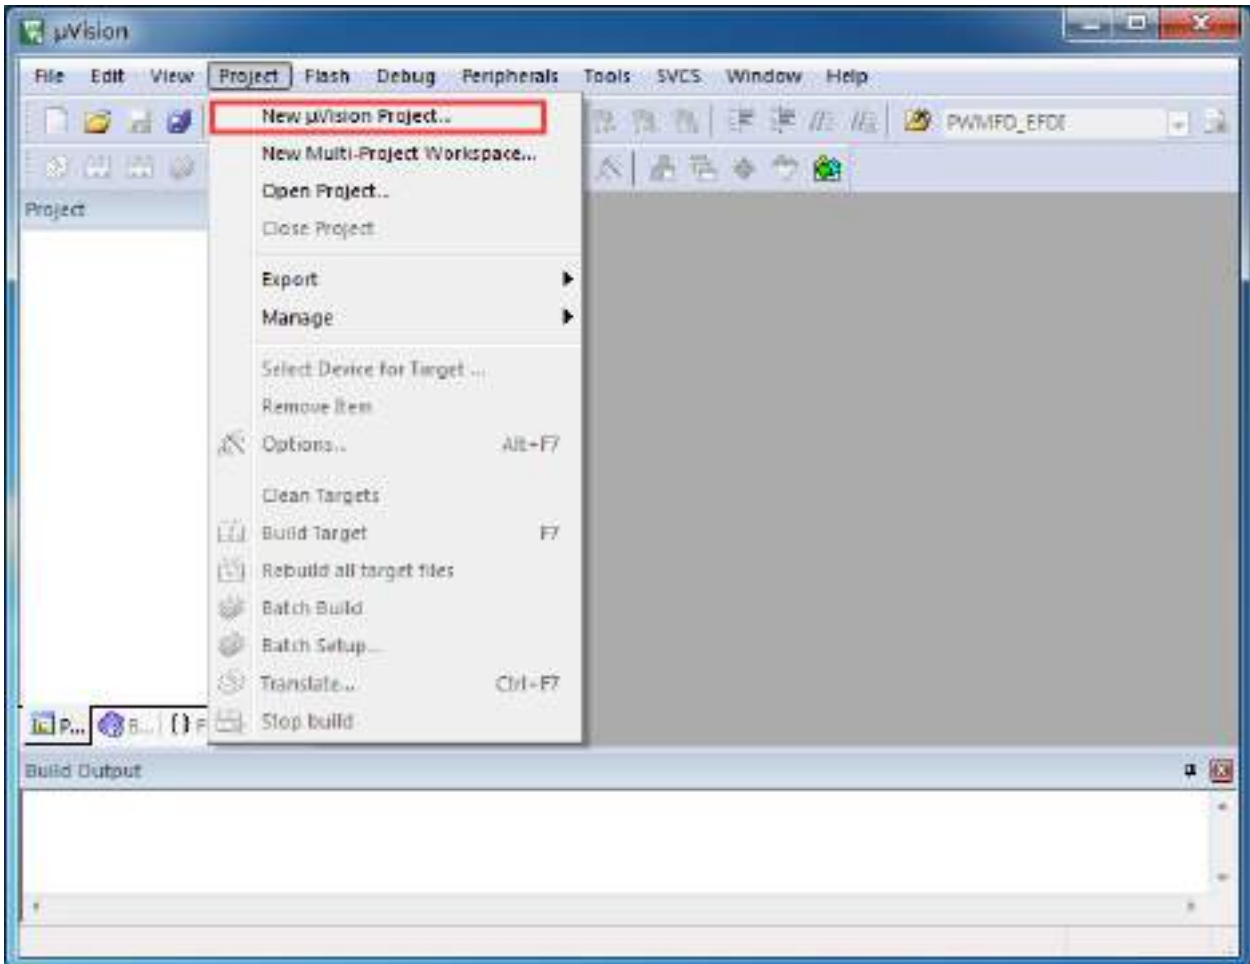 µVision
File Edit View Project Flash Debug Peripherals Tools SVCS Window Help
New µVision Project...
PWMFD_EFDI
New Multi-Project Workspace...
Project
Open Project...
Close Project
Export
Manage
Select Device for Target ...
Remove Item
Options... Alt+F7
Clean Targets
Build Target F7
Rebuild all target files
Batch Build
Batch Setup...
Translate... Ctrl+F7
Stop build
P... B... {} F
Build Output